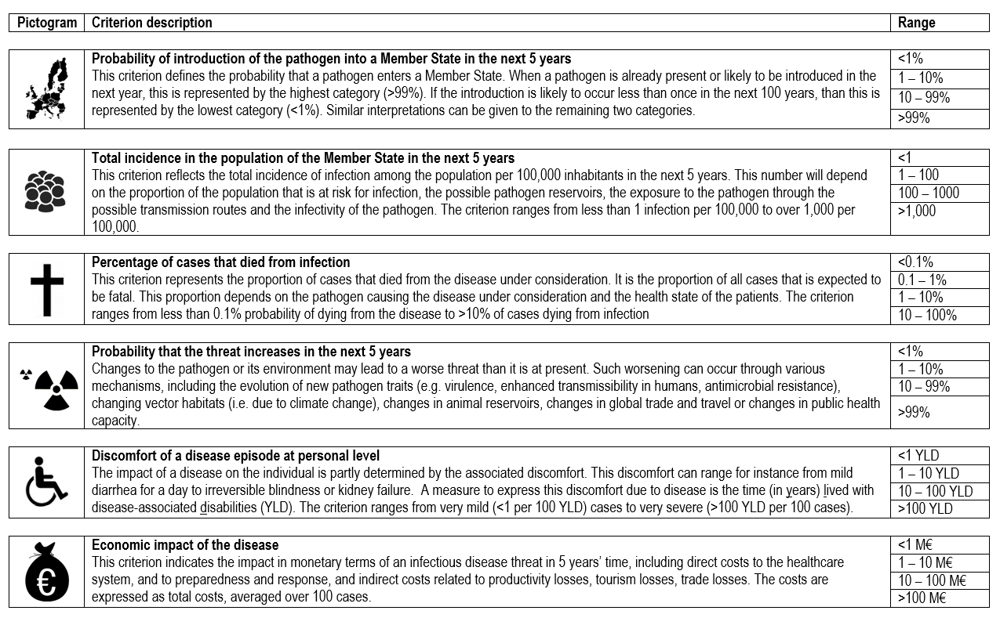 Pictogram Criterion description Range
Probability of introduction of the pathogen into a Member State in the next 5 years
This criterion defines the probability that a pathogen enters a Member State. When a pathogen is already present or likely to be introduced in the
next year, this is represented by the highest category (>99%). If the introduction is likely to occur less than once in the next 100 years, than this is
represented by the lowest category (<1%). Similar interpretations can be given to the remaining two categories.
<1%
1 – 10%
10 – 99%
>99%
Total incidence in the population of the Member State in the next 5 years
This criterion reflects the total incidence of infection among the population per 100,000 inhabitants in the next 5 years. This number will depend
on the proportion of the population that is at risk for infection, the possible pathogen reservoirs, the exposure to the pathogen through the
possible transmission routes and the infectivity of the pathogen. The criterion ranges from less than 1 infection per 100,000 to over 1,000 per
100,000.
<1
1 – 100
100 – 1000
>1,000
Percentage of cases that died from infection
This criterion represents the proportion of cases that died from the disease under consideration. It is the proportion of all cases that is expected to
be fatal. This proportion depends on the pathogen causing the disease under consideration and the health state of the patients. The criterion
ranges from less than 0.1% probability of dying from the disease to >10% of cases dying from infection
<0.1%
0.1 – 1%
1 – 10%
10 – 100%
Probability that the threat increases in the next 5 years
Changes to the pathogen or its environment may lead to a worse threat than it is at present. Such worsening can occur through various
mechanisms, including the evolution of new pathogen traits (e.g. virulence, enhanced transmissibility in humans, antimicrobial resistance),
changing vector habitats (i.e. due to climate change), changes in animal reservoirs, changes in global trade and travel or changes in public health
capacity.
<1%
1 – 10%
10 – 99%
>99%
Discomfort of a disease episode at personal level
The impact of a disease on the individual is partly determined by the associated discomfort. This discomfort can range for instance from mild
diarrhea for a day to irreversible blindness or kidney failure. A measure to express this discomfort due to disease is the time (in years) lived with
disease-associated disabilities (YLD). The criterion ranges from very mild (<1 per 100 YLD) cases to very severe (>100 YLD per 100 cases).
<1 YLD
1 – 10 YLD
10 – 100 YLD
>100 YLD
€
Economic impact of the disease
This criterion indicates the impact in monetary terms of an infectious disease threat in 5 years’ time, including direct costs to the healthcare
system, and to preparedness and response, and indirect costs related to productivity losses, tourism losses, trade losses. The costs are
expressed as total costs, averaged over 100 cases.
<1 M€
1 – 10 M€
10 – 100 M€
>100 M€